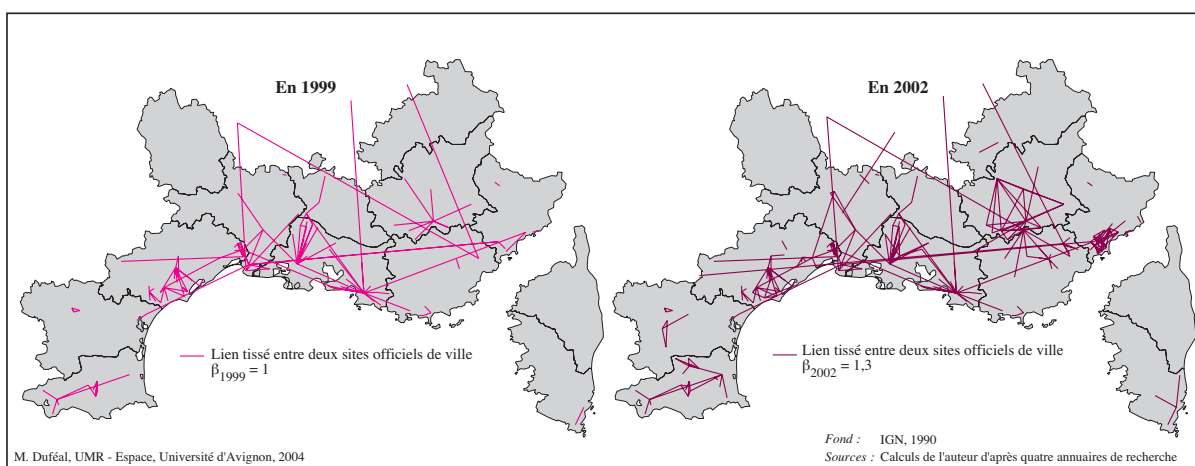 En 1999
En 2002
Lien tissé entre deux sites officiels de ville
β1999 = 1
Lien tissé entre deux sites officiels de ville
β2002 = 1,3
M. Duféal, UMR - Espace, Université d'Avignon, 2004
Fond : IGN, 1990
Sources : Calculs de l'auteur d'après quatre annuaires de recherche